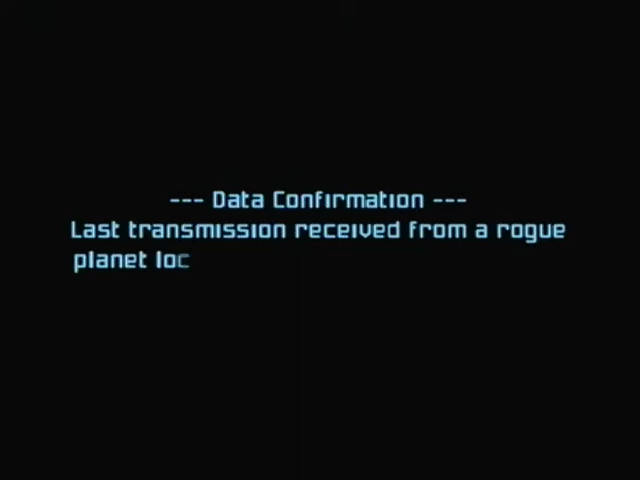 --- Data Confirmation ---
Last transmission received from a rogue
planet loc